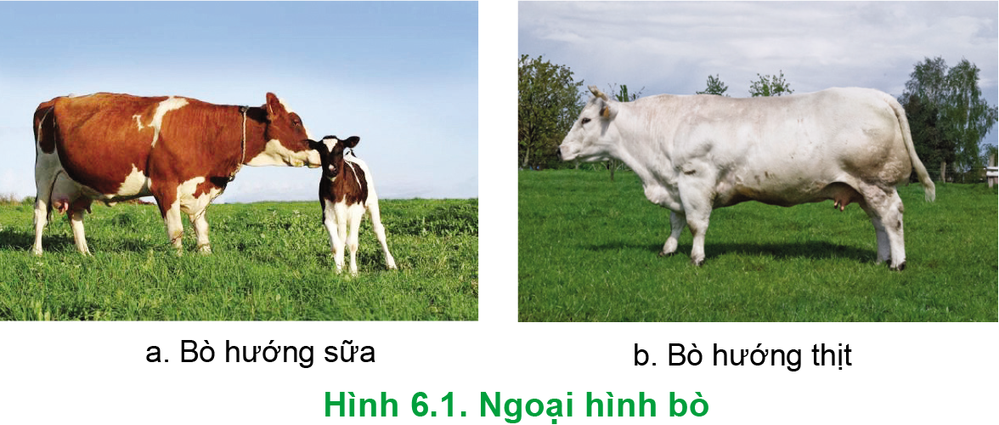 a. Bò hướng sữa
b. Bò hướng thịt
Hình 6.1. Ngoại hình bò